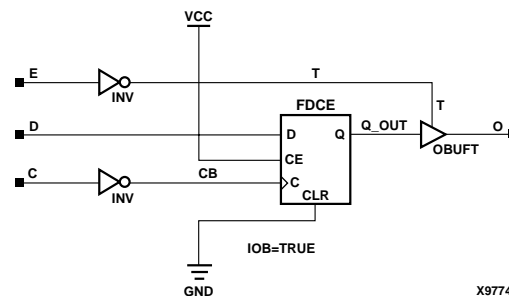 VCC
E
T
INV
FDCE
T
D
D
Q
Q_OUT
O
CE
OBUFT
C
CB
C
INV
CLR
IOB=TRUE
GND
X9774